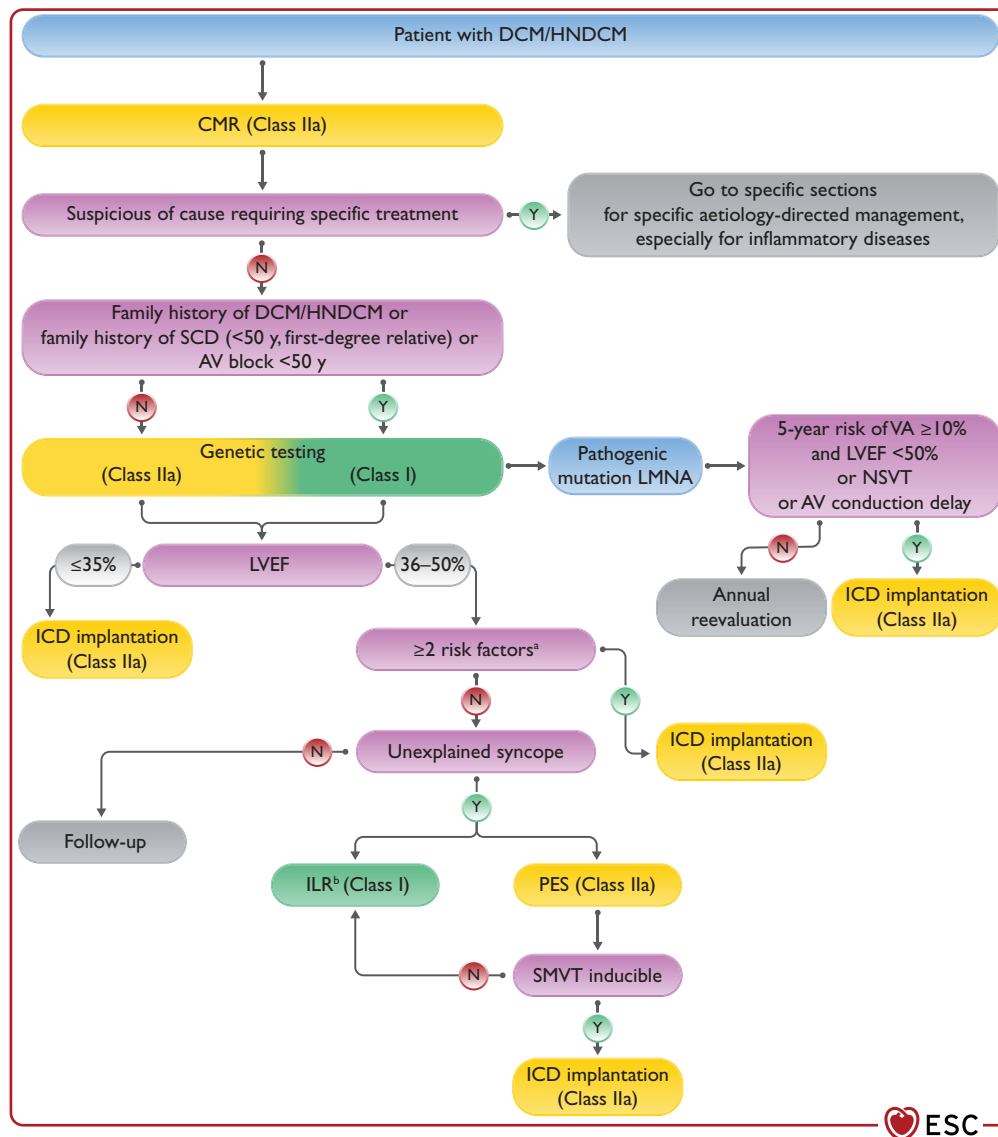 Patient with DCM/HNDCM
CMR (Class IIa)
Suspicious of cause requiring specific treatment
Y
Go to specific sections
for specific aetiology-directed management,
especially for inflammatory diseases
N
Family history of DCM/HNDCM or
family history of SCD (<50 y, first-degree relative) or
AV block <50 y
N
Y
Genetic testing
(Class IIa)
(Class I)
Pathogenic
mutation LMNA
5-year risk of VA ≥10%
and LVEF <50%
or NSVT
or AV conduction delay
N
Y
Annual
reevaluation
ICD implantation
(Class IIa)
≤35%
LVEF
36–50%
ICD implantation
(Class IIa)
≥2 risk factorsᵃ
N
Y
ICD implantation
(Class IIa)
Unexplained syncope
N
Y
Follow-up
ILRᵇ (Class I)
PES (Class IIa)
SMVT inducible
N
Y
ICD implantation
(Class IIa)
ESC